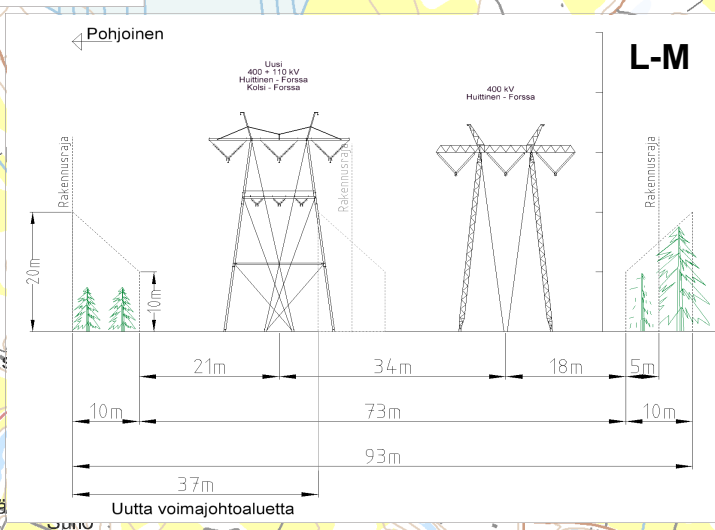 Pohjoinen
L-M
Uusi
400 + 110 kV
Huittinen - Forssa
Kolsi - Forssa
400 kV
Huittinen - Forssa
Rakennusraja
Rakennusraja
Rakennusraja
20m
10m
21m
34m
18m
5m
10m
73m
10m
93m
37m
Uutta voimajohtoaluetta